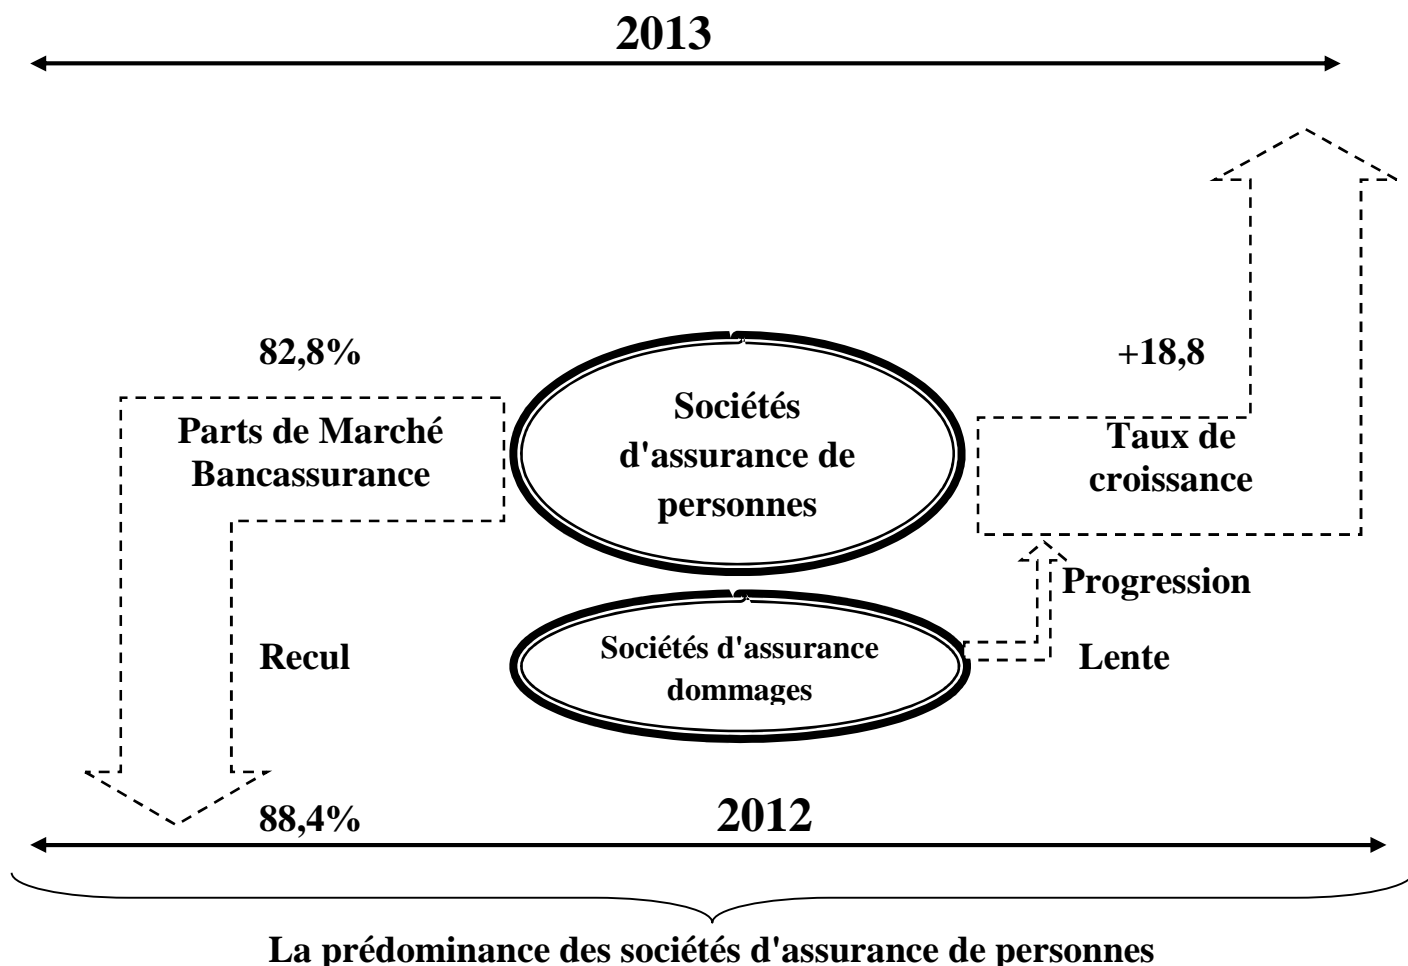 2013
82,8%
+18,8
Parts de Marché
Bancassurance
Sociétés
d'assurance de
personnes
Taux de
croissance
Progression
Lente
Recul
Sociétés d'assurance
dommages
88,4%
2012
La prédominance des sociétés d'assurance de personnes